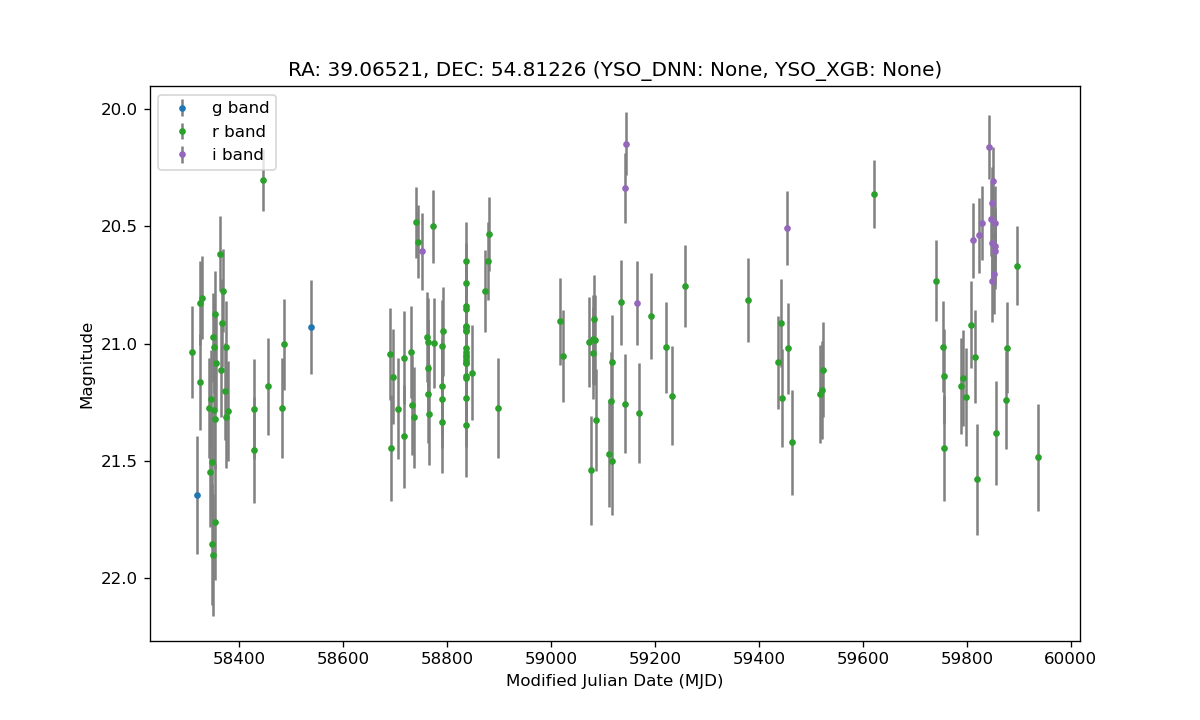 RA: 39.06521, DEC: 54.81226 (YSO_DNN: None, YSO_XGB: None)
g band
r band
i band
20.0
20.5
21.0
21.5
22.0
Magnitude
58400 58600 58800 59000 59200 59400 59600 59800 60000
Modified Julian Date (MJD)